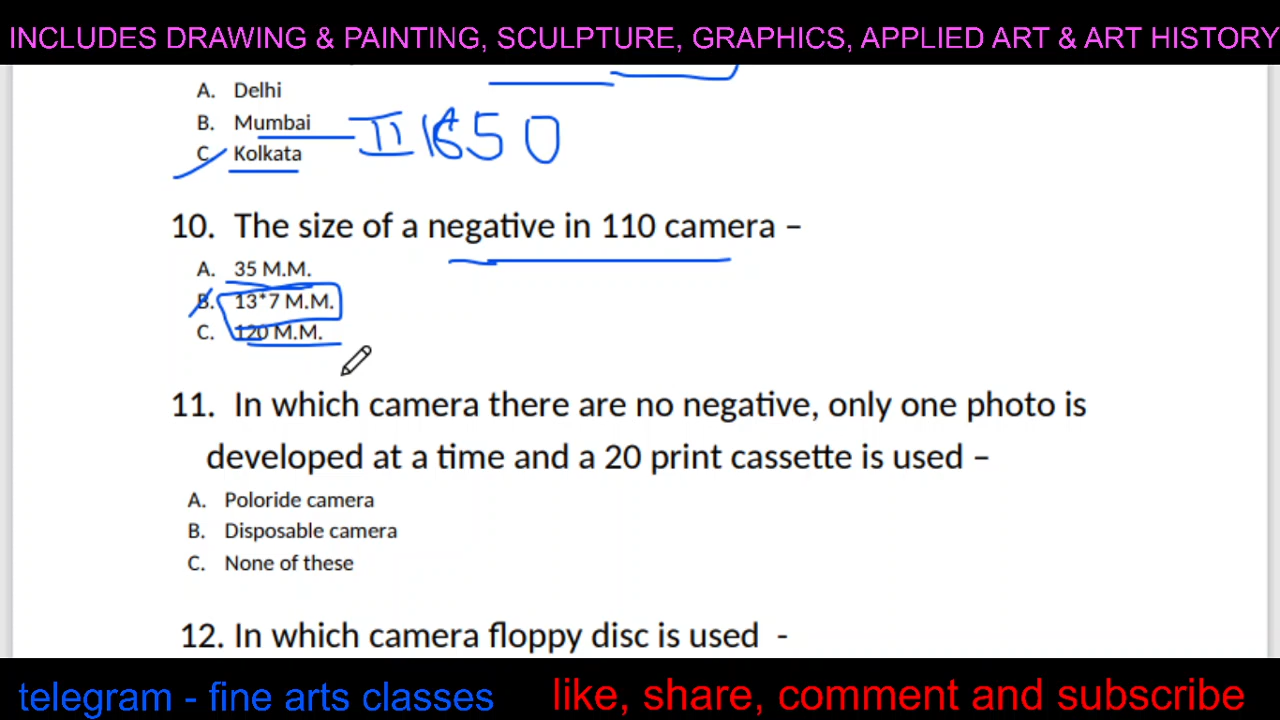 INCLUDES DRAWING & PAINTING, SCULPTURE, GRAPHICS, APPLIED ART & ART HISTORY
A. Delhi
B. Mumbai
C. Kolkata
10. The size of a negative in 110 camera –
A. 35 M.M.
B. 13*7 M.M.
C. 120 M.M.
11. In which camera there are no negative, only one photo is
developed at a time and a 20 print cassette is used –
A. Poloride camera
B. Disposable camera
C. None of these
12. In which camera floppy disc is used -
telegram - fine arts classes like, share, comment and subscribe